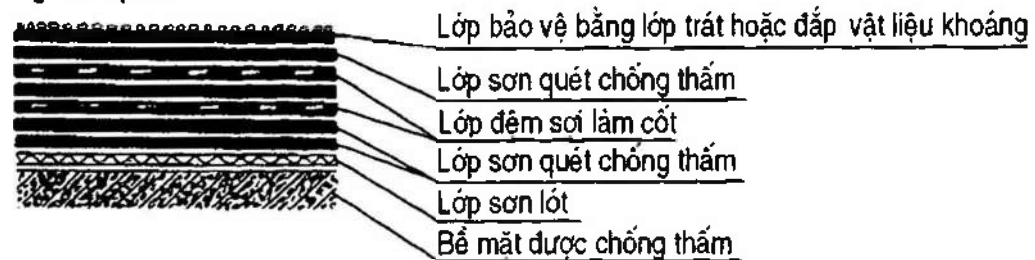 Lớp bảo vệ bằng lớp trát hoặc đắp vật liệu khoáng
Lớp sơn quét chống thấm
Lớp đệm sợi làm cốt
Lớp sơn quét chống thấm
Lớp sơn lót
Bề mặt được chống thấm